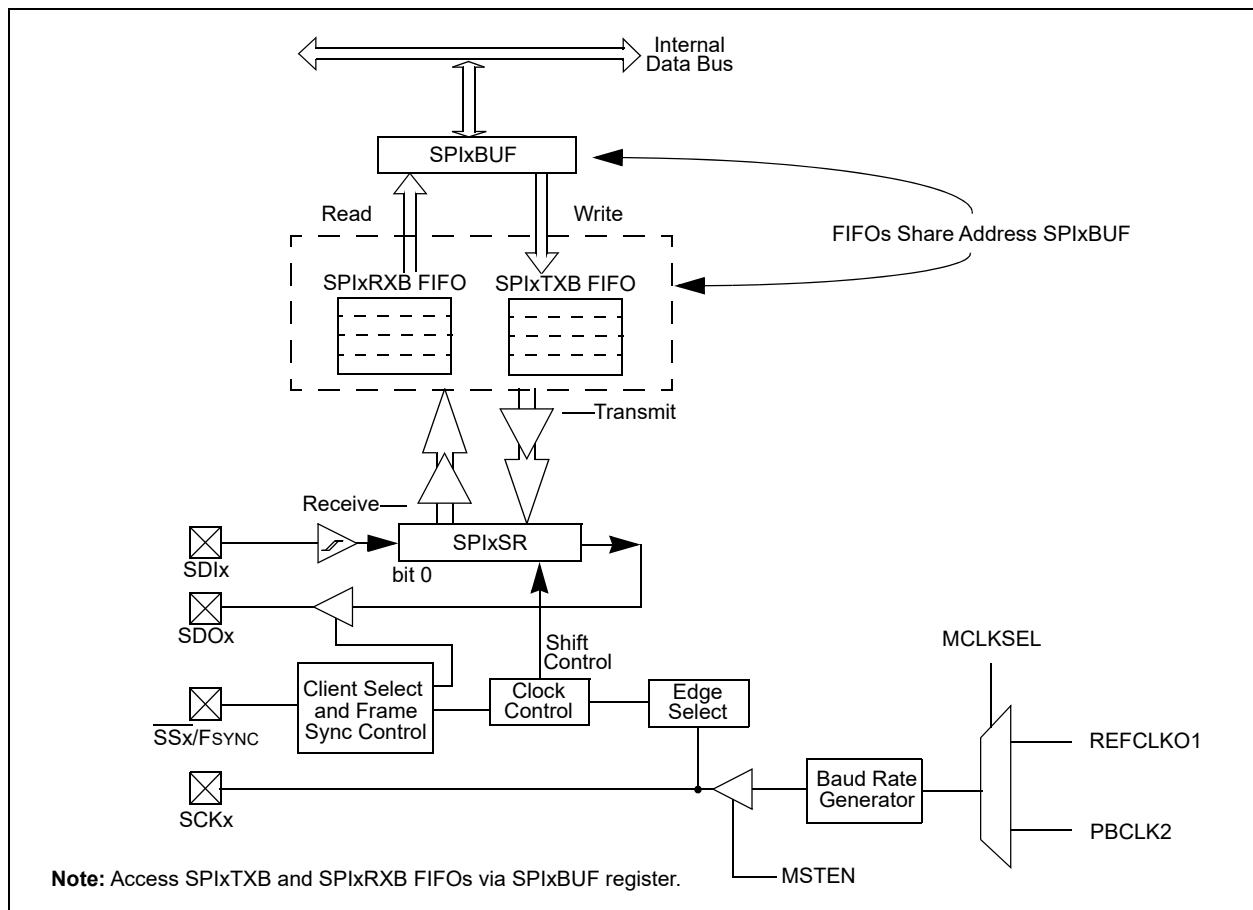 Internal
Data Bus
SPIxBUF
Read
Write
FIFOs Share Address SPIxBUF
SPIxRXB FIFO
SPIxTXB FIFO
Transmit
Receive
SPIxSR
SDIx
bit 0
SDOx
Shift
Control
MCLKSEL
Client Select
and Frame
Sync Control
Clock
Control
Edge
Select
SSx/FSYNC
REFCLKO1
Baud Rate
Generator
SCKx
PBCLK2
MSTEN
Note: Access SPIxTXB and SPIxRXB FIFOs via SPIxBUF register.